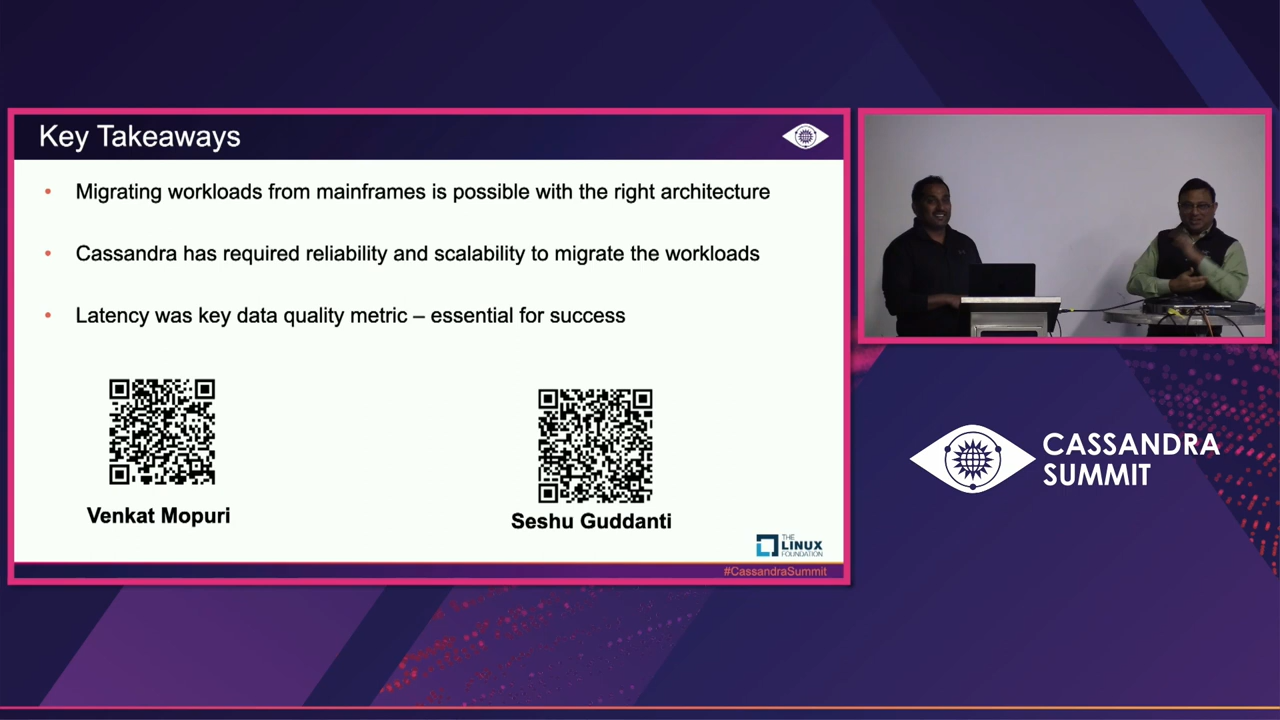 Key Takeaways
• Migrating workloads from mainframes is possible with the right architecture
• Cassandra has required reliability and scalability to migrate the workloads
• Latency was key data quality metric – essential for success
Venkat Mopuri
Seshu Guddanti
THE
LINUX
FOUNDATION
#CassandraSummit
CASSANDRA
SUMMIT